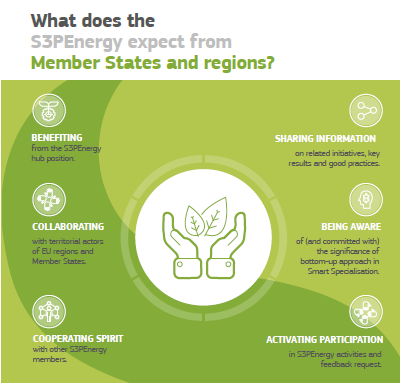 What does the
S3PEnergy expect from
Member States and regions?
BENEFITING
from the S3PEnergy
hub position.
SHARING INFORMATION
on related initiatives, key
results and good practices.
COLLABORATING
with territorial actors
of EU regions and
Member States.
BEING AWARE
of (and committed with)
the significance of
bottom-up approach in
Smart Specialisation.
COOPERATING SPIRIT
with other S3PEnergy
members.
ACTIVATING PARTICIPATION
in S3PEnergy activities and
feedback request.